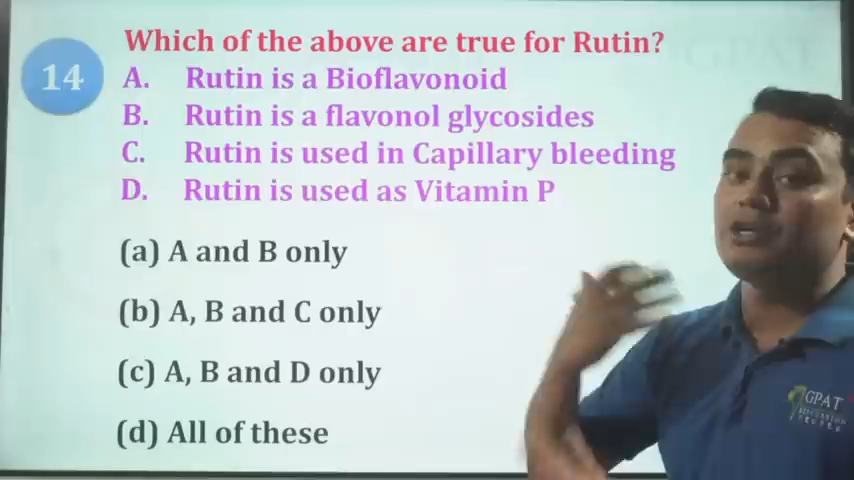 14
Which of the above are true for Rutin?
A. Rutin is a Bioflavonoid
B. Rutin is a flavonol glycosides
C. Rutin is used in Capillary bleeding
D. Rutin is used as Vitamin P
(a) A and B only
(b) A, B and C only
(c) A, B and D only
(d) All of these
GPAT
GPAT